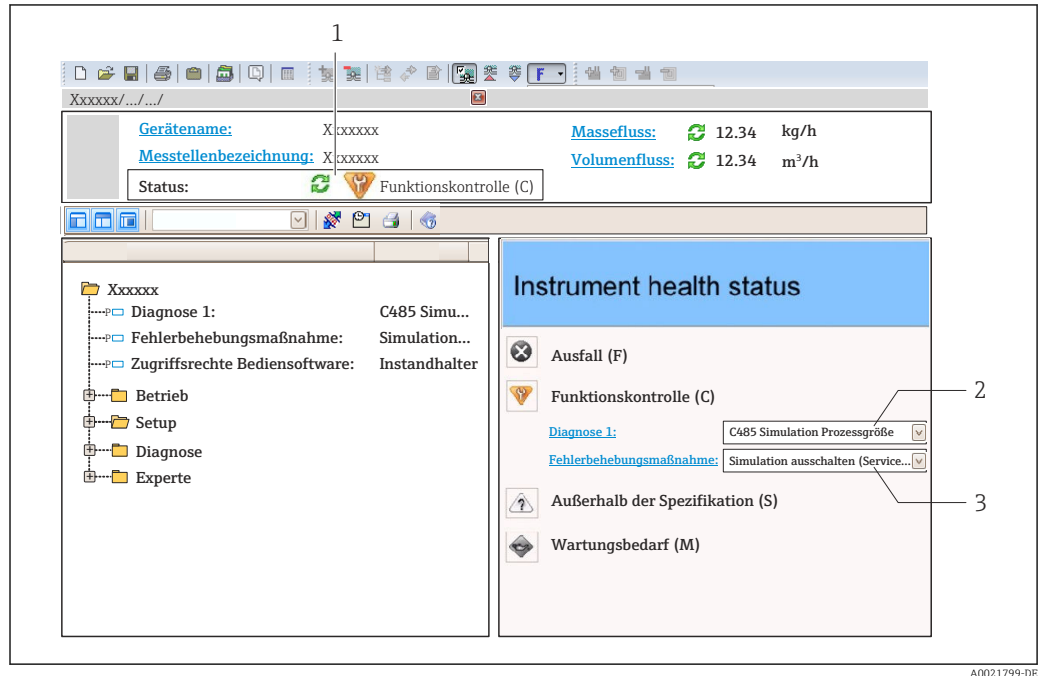 1
F
Xxxxxx/.../.../
Gerätename: Xxxxxxx
Messtellenbezeichnung: Xxxxxxx
Status: Funktionskontrolle (C)
Massefluss: 12.34 kg/h
Volumenfluss: 12.34 m³/h
Xxxxxx
P Diagnose 1: C485 Simu...
P Fehlerbehebungsmaßnahme: Simulation...
P Zugriffsrechte Bediensoftware: Instandhalter
Betrieb
Setup
Diagnose
Experte
Instrument health status
Ausfall (F)
Funktionskontrolle (C)
2
Diagnose 1: C485 Simulation Prozessgröße
Fehlerbehebungsmaßnahme: Simulation ausschalten (Service...
Außerhalb der Spezifikation (S)
3
Wartungsbedarf (M)
A0021799-DE